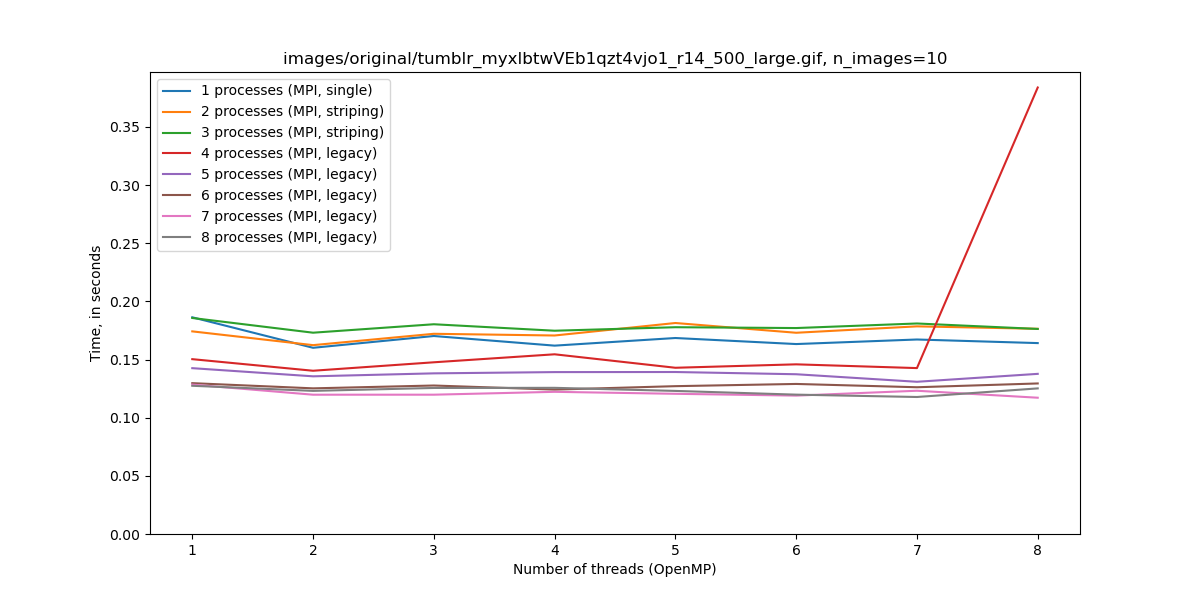 images/original/tumblr_myxlbtwVEb1qzt4vjo1_r14_500_large.gif, n_images=10
1 processes (MPI, single)
2 processes (MPI, striping)
3 processes (MPI, striping)
4 processes (MPI, legacy)
5 processes (MPI, legacy)
6 processes (MPI, legacy)
7 processes (MPI, legacy)
8 processes (MPI, legacy)
Time, in seconds
0.35
0.30
0.25
0.20
0.15
0.10
0.05
0.00
1 2 3 4 5 6 7 8
Number of threads (OpenMP)